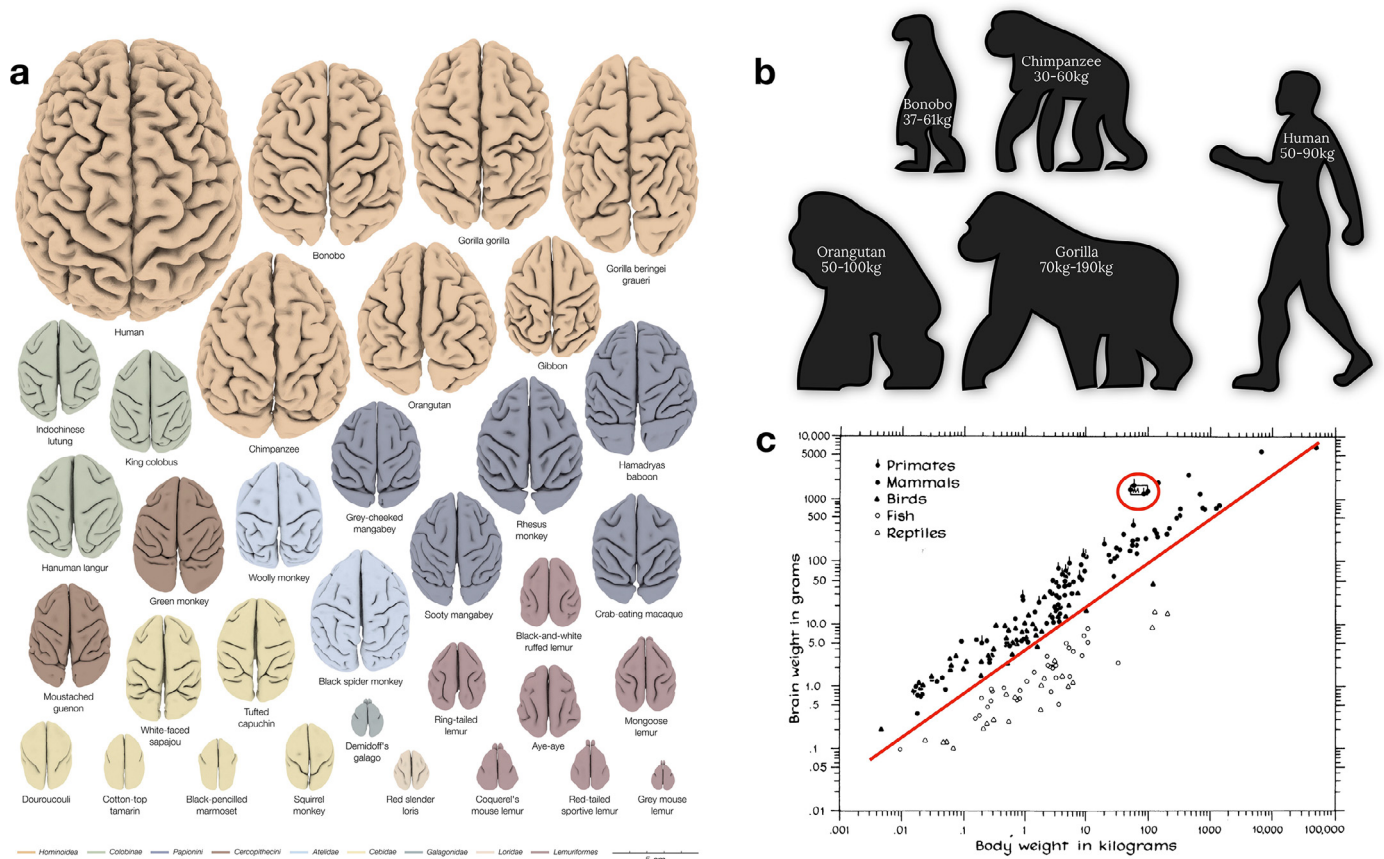 a
Human
Bonobo
Gorilla gorilla
Gorilla beringei
graueri
Chimpanzee
Orangutan
Gibbon
Indochinese
lutung
King colobus
Hamadryas
baboon
Grey-cheeked
mangabey
Rhesus
monkey
Hanuman langur
Green monkey
Woolly monkey
Sooty mangabey
Crab-eating macaque
Black-and-white
ruffed lemur
Moustached
guenon
White-faced
sapajou
Tufted
capuchin
Black spider monkey
Ring-tailed
lemur
Aye-aye
Mongoose
lemur
Demidoff's
galago
Douroucouli
Cotton-top
tamarin
Black-pencilled
marmoset
Squirrel
monkey
Red slender
loris
Coquerel's
mouse lemur
Red-tailed
sportive lemur
Grey mouse
lemur
Hominoidea Colobinae Papionini Cercopithecini Atelidae Cebidae Galagonidae Loridae Lemuriformes
b
Bonobo
37-61kg
Chimpanzee
30-60kg
Human
50-90kg
Orangutan
50-100kg
Gorilla
70kg-190kg
c
Primates
Mammals
Birds
Fish
Reptiles
Brain weight in grams
10,000
5000
1000
500
100
50
10.0
5.0
1.0
.5
.1
.05
.01
.001 .01 .1 1 10 100 1000 10,000 100,000
Body weight in kilograms